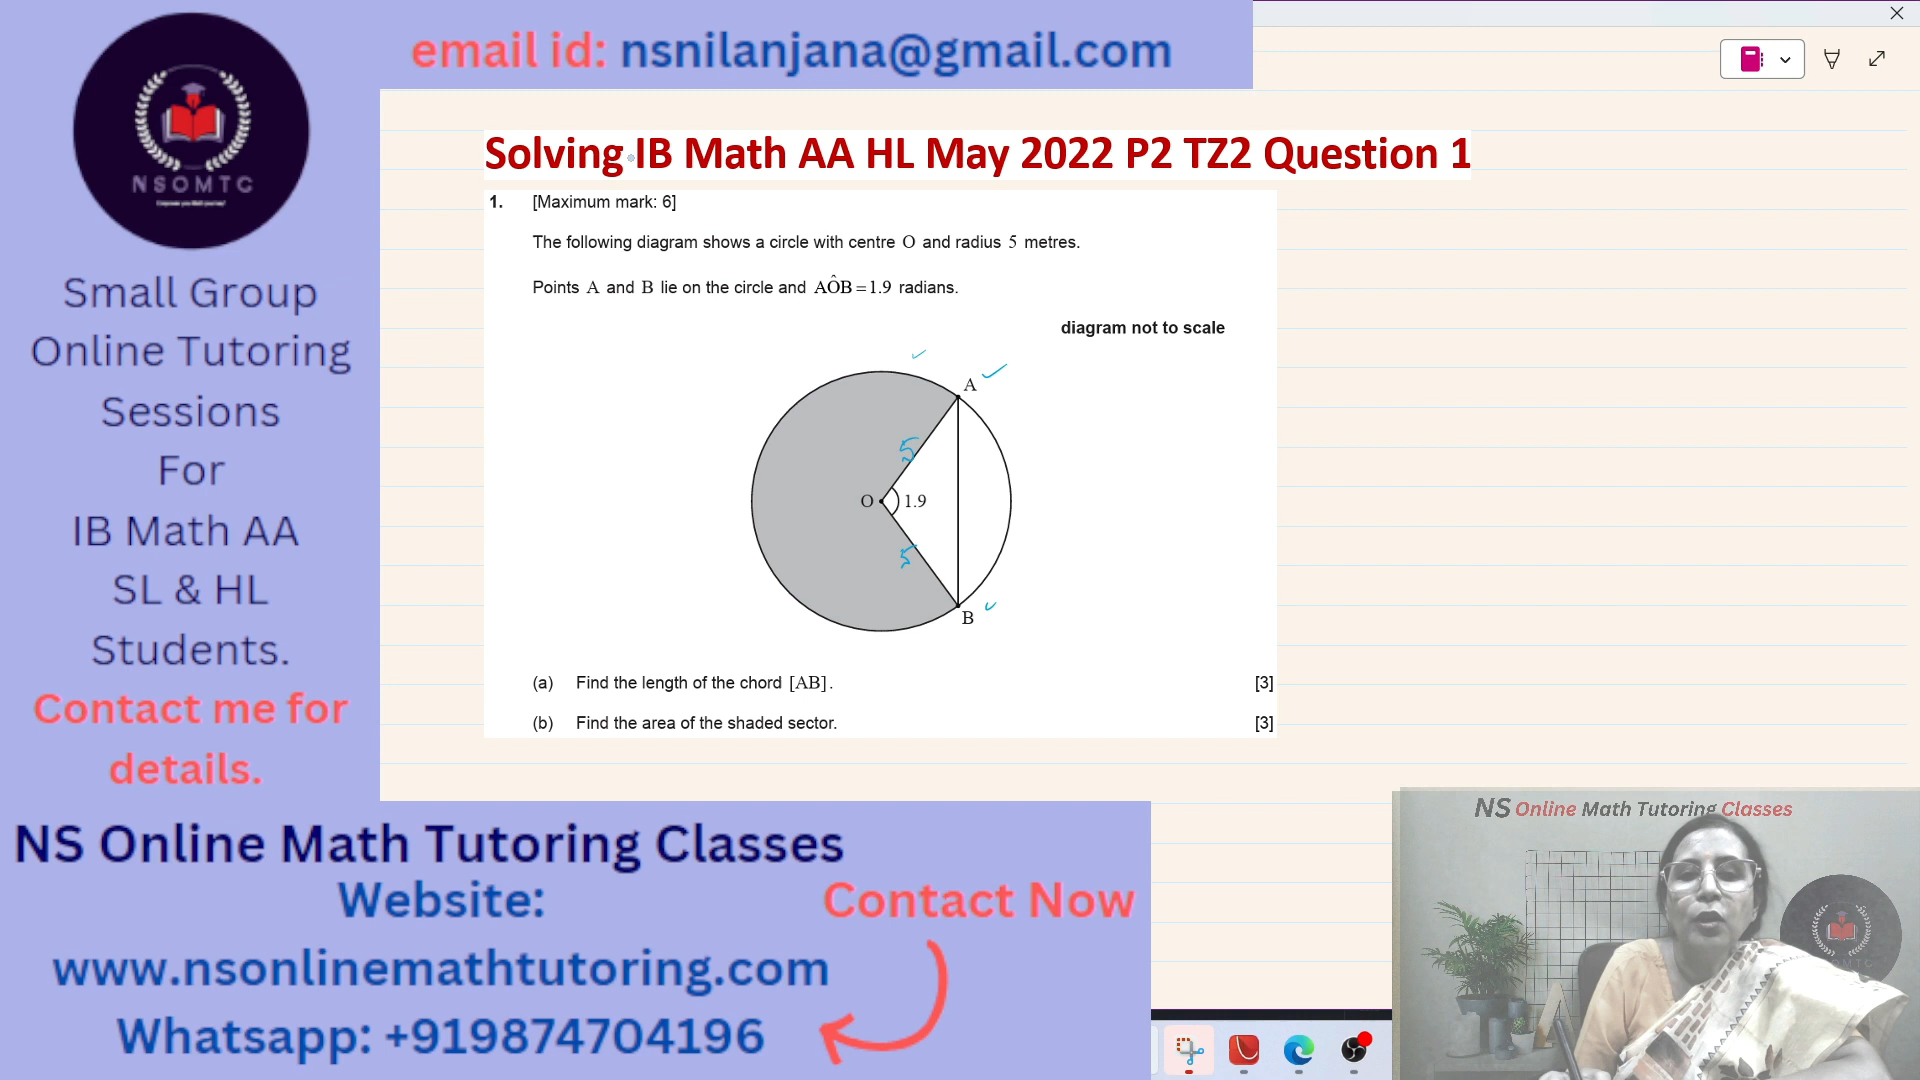 email id: nsnilanjana@gmail.com
NSOMTC
Solving IB Math AA HL May 2022 P2 TZ2 Question 1
1. [Maximum mark: 6]
The following diagram shows a circle with centre O and radius 5 metres.
Points A and B lie on the circle and AÔB = 1.9 radians.
diagram not to scale
A
5
O 1.9
5
B
(a) Find the length of the chord [AB]. [3]
(b) Find the area of the shaded sector. [3]
Small Group
Online Tutoring
Sessions
For
IB Math AA
SL & HL
Students.
Contact me for
details.
NS Online Math Tutoring Classes
Website:
Contact Now
www.nsonlinemathtutoring.com
Whatsapp: +919874704196
NS Online Math Tutoring Classes